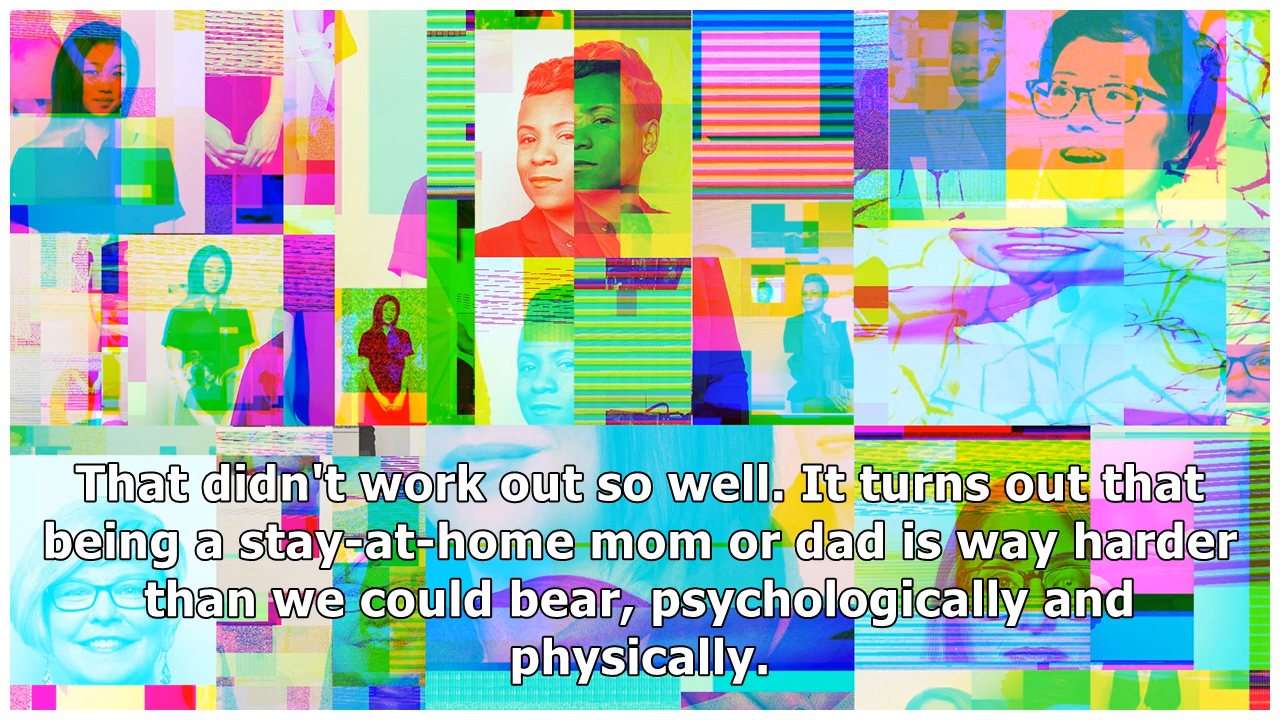 That didn't work out so well. It turns out that
being a stay-at-home mom or dad is way harder
than we could bear, psychologically and
physically.